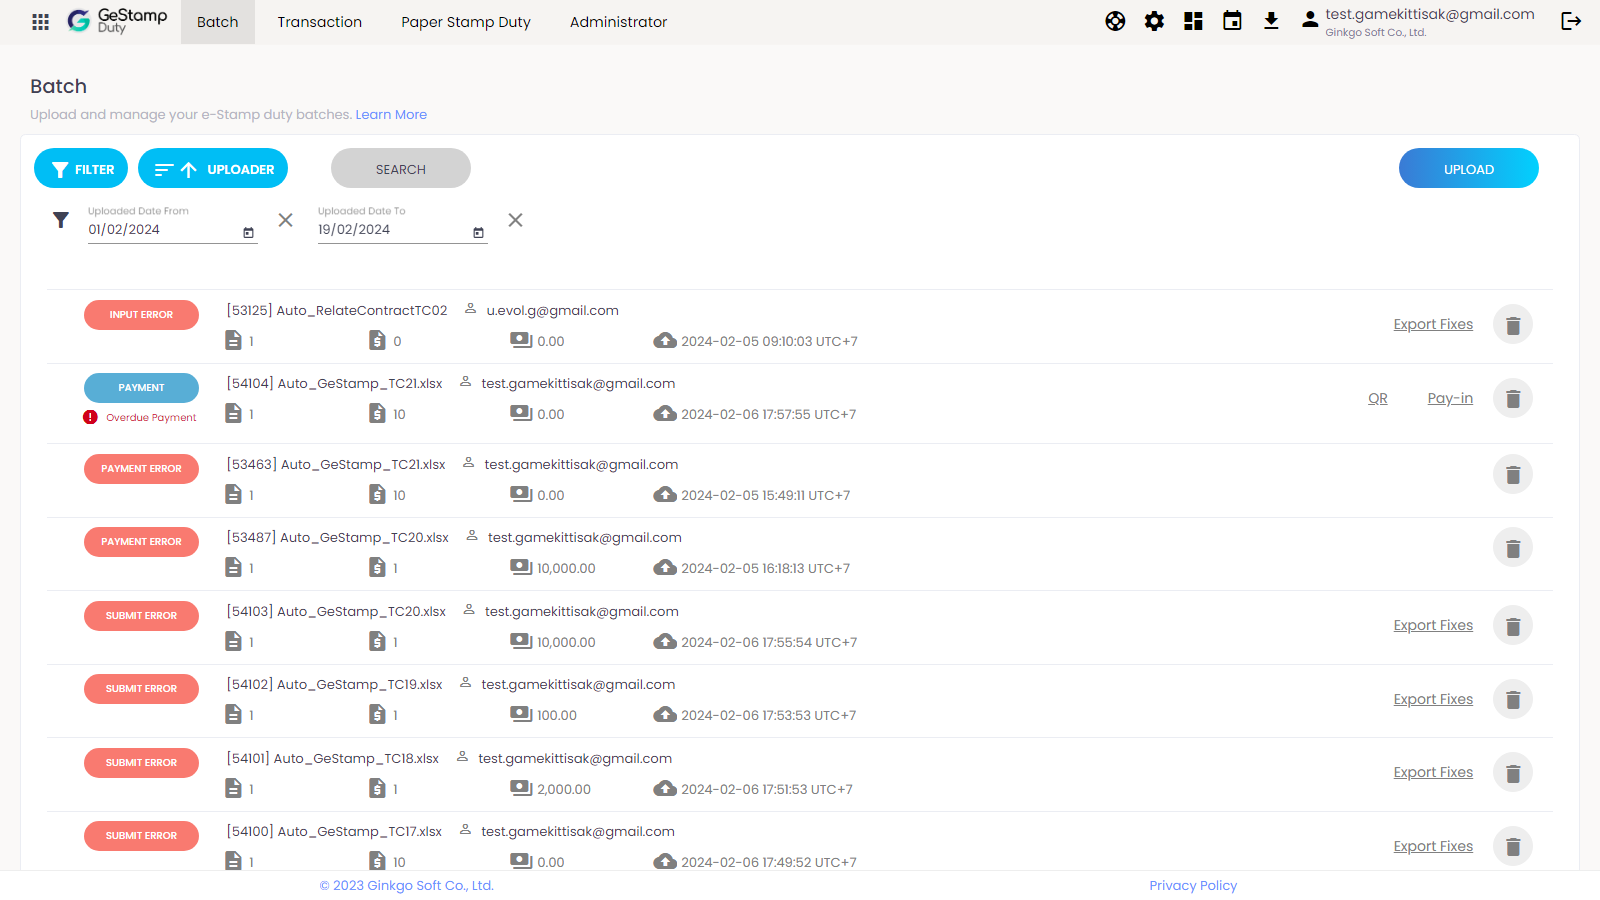 GeStamp
Duty
Batch
Transaction
Paper Stamp Duty
Administrator
test.gamekittisak@gmail.com
Ginkgo Soft Co., Ltd.
Batch
Upload and manage your e-Stamp duty batches. Learn More
FILTER
UPLOADER
SEARCH
UPLOAD
Uploaded Date From
01/02/2024
Uploaded Date To
19/02/2024
INPUT ERROR
[53125] Auto_RelateContractTC02
u.evol.g@gmail.com
1
0
0.00
2024-02-05 09:10:03 UTC+7
Export Fixes
PAYMENT
Overdue Payment
[54104] Auto_GeStamp_TC21.xlsx
test.gamekittisak@gmail.com
1
10
0.00
2024-02-06 17:57:55 UTC+7
QR
Pay-in
PAYMENT ERROR
[53463] Auto_GeStamp_TC21.xlsx
test.gamekittisak@gmail.com
1
10
0.00
2024-02-05 15:49:11 UTC+7
PAYMENT ERROR
[53487] Auto_GeStamp_TC20.xlsx
test.gamekittisak@gmail.com
1
1
10,000.00
2024-02-05 16:18:13 UTC+7
SUBMIT ERROR
[54103] Auto_GeStamp_TC20.xlsx
test.gamekittisak@gmail.com
1
1
10,000.00
2024-02-06 17:55:54 UTC+7
Export Fixes
SUBMIT ERROR
[54102] Auto_GeStamp_TC19.xlsx
test.gamekittisak@gmail.com
1
1
100.00
2024-02-06 17:53:53 UTC+7
Export Fixes
SUBMIT ERROR
[54101] Auto_GeStamp_TC18.xlsx
test.gamekittisak@gmail.com
1
1
2,000.00
2024-02-06 17:51:53 UTC+7
Export Fixes
SUBMIT ERROR
[54100] Auto_GeStamp_TC17.xlsx
test.gamekittisak@gmail.com
1
10
0.00
2024-02-06 17:49:52 UTC+7
Export Fixes
© 2023 Ginkgo Soft Co., Ltd.
Privacy Policy